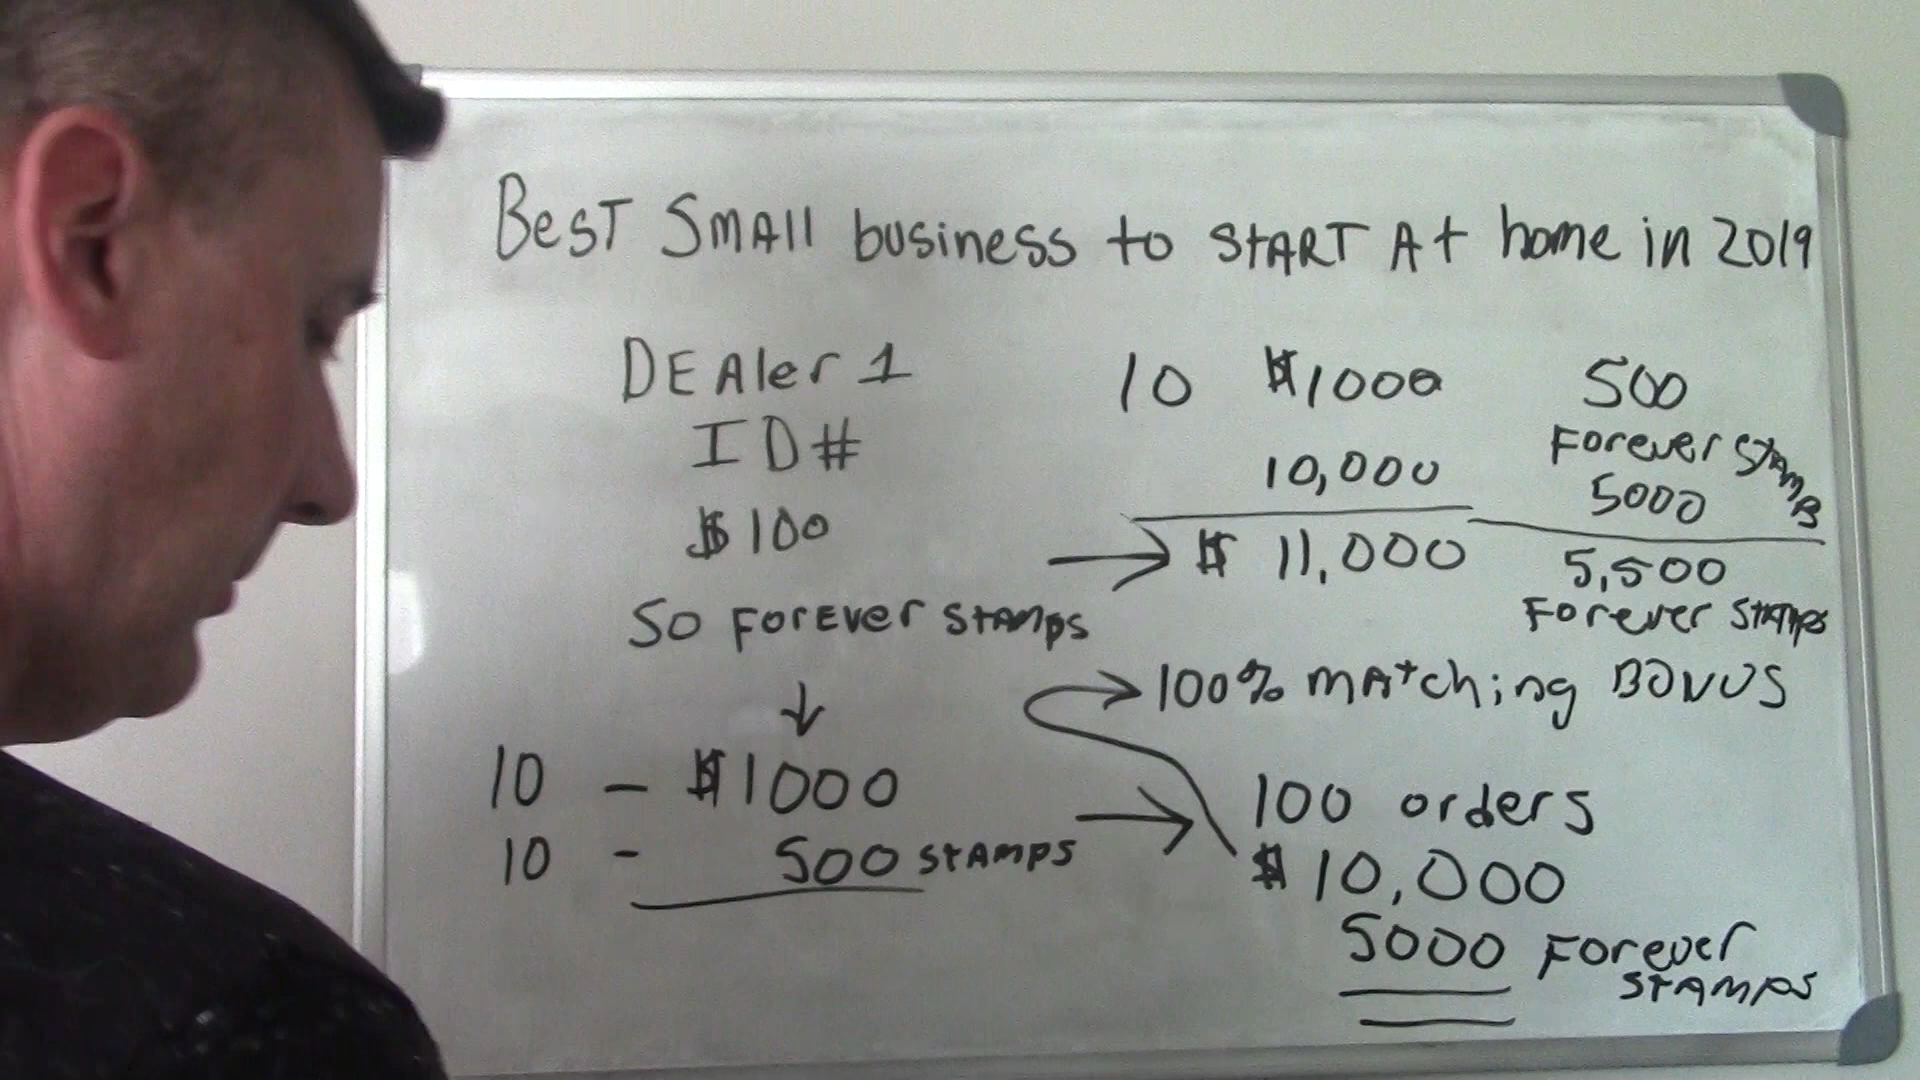 BEST SMAll business to START At home in 2019
DEAler 1
ID#
$100
50 FOrEVer StAmps
↓
10 - $1000
10 - 500 StAMPS
10 $1000 500
Forever STAMPS
10,000 5000
→ $ 11,000 5,500
Forever STAMPS
→ 100% mAtching BONUS
→ 100 orders
$ 10,000
5000 Forever
STAMPS